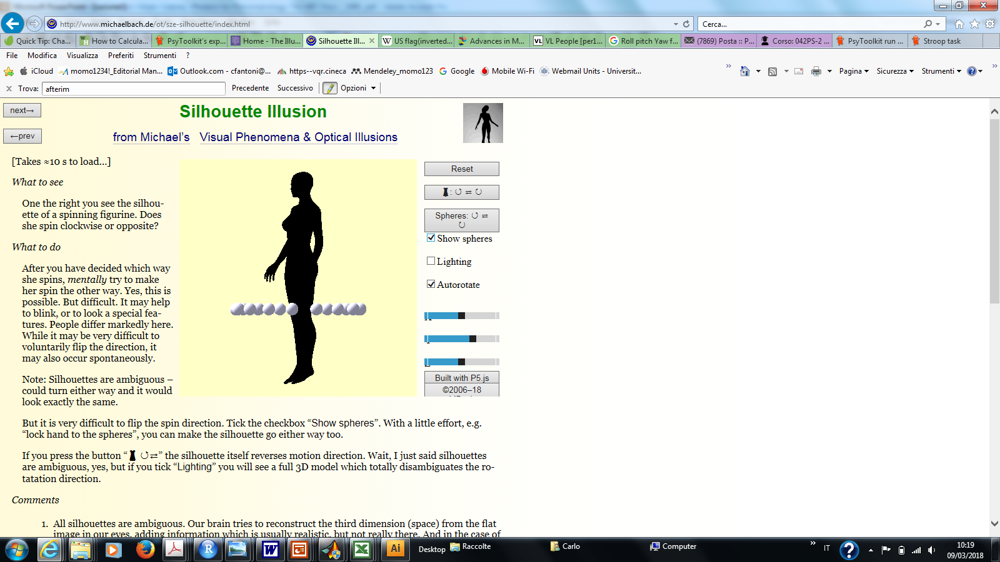 http://www.michaelbach.de/ot/sze-silhouette/index.html
Cerca...
Quick Tip: Cha...
How to Calcula...
PsyToolkit's exp...
Home - The Illu...
Silhouette Ill...
US flag(inverted...
Advances in M...
VL People [per1...
Roll pitch Yaw f...
(7869) Posta :: P...
Corso: 042PS-2 ...
PsyToolkit run ...
Stroop task
File Modifica Visualizza Preferiti Strumenti ?
iCloud
momo1234!_Editorial Man...
Outlook.com - cfantoni@...
https--vqr.cineca
Mendeley_momo123
Google
Mobile Wi-Fi
Webmail Units - Universit...
Pagina
Sicurezza
Strumenti
Trova: afterim
Precedente Successivo
Opzioni
next→
Silhouette Illusion
←prev
from Michael's Visual Phenomena & Optical Illusions
[Takes ≈10 s to load...]
What to see
One the right you see the silhou-
ette of a spinning figurine. Does
she spin clockwise or opposite?
What to do
After you have decided which way
she spins, mentally try to make
her spin the other way. Yes, this is
possible. But difficult. It may help
to blink, or to look a special fea-
tures. People differ markedly here.
While it may be very difficult to
voluntarily flip the direction, it
may also occur spontaneously.
Note: Silhouettes are ambiguous –
could turn either way and it would
look exactly the same.
Reset
: ↺ ⇄ ↻
Spheres: ↺ ⇄
↻
Show spheres
Lighting
Autorotate
Built with P5.js
©2006–18
But it is very difficult to flip the spin direction. Tick the checkbox “Show spheres”. With a little effort, e.g.
“lock hand to the spheres”, you can make the silhouette go either way too.
If you press the button “ ↺⇄” the silhouette itself reverses motion direction. Wait, I just said silhouettes
are ambiguous, yes, but if you tick “Lighting” you will see a full 3D model which totally disambiguates the ro-
tatation direction.
Comments
1. All silhouettes are ambiguous. Our brain tries to reconstruct the third dimension (space) from the flat
image in our eyes, adding information which is usually realistic, but not really there. And in the case of
Desktop
Raccolte
Carlo
Computer
IT
10:19
09/03/2018